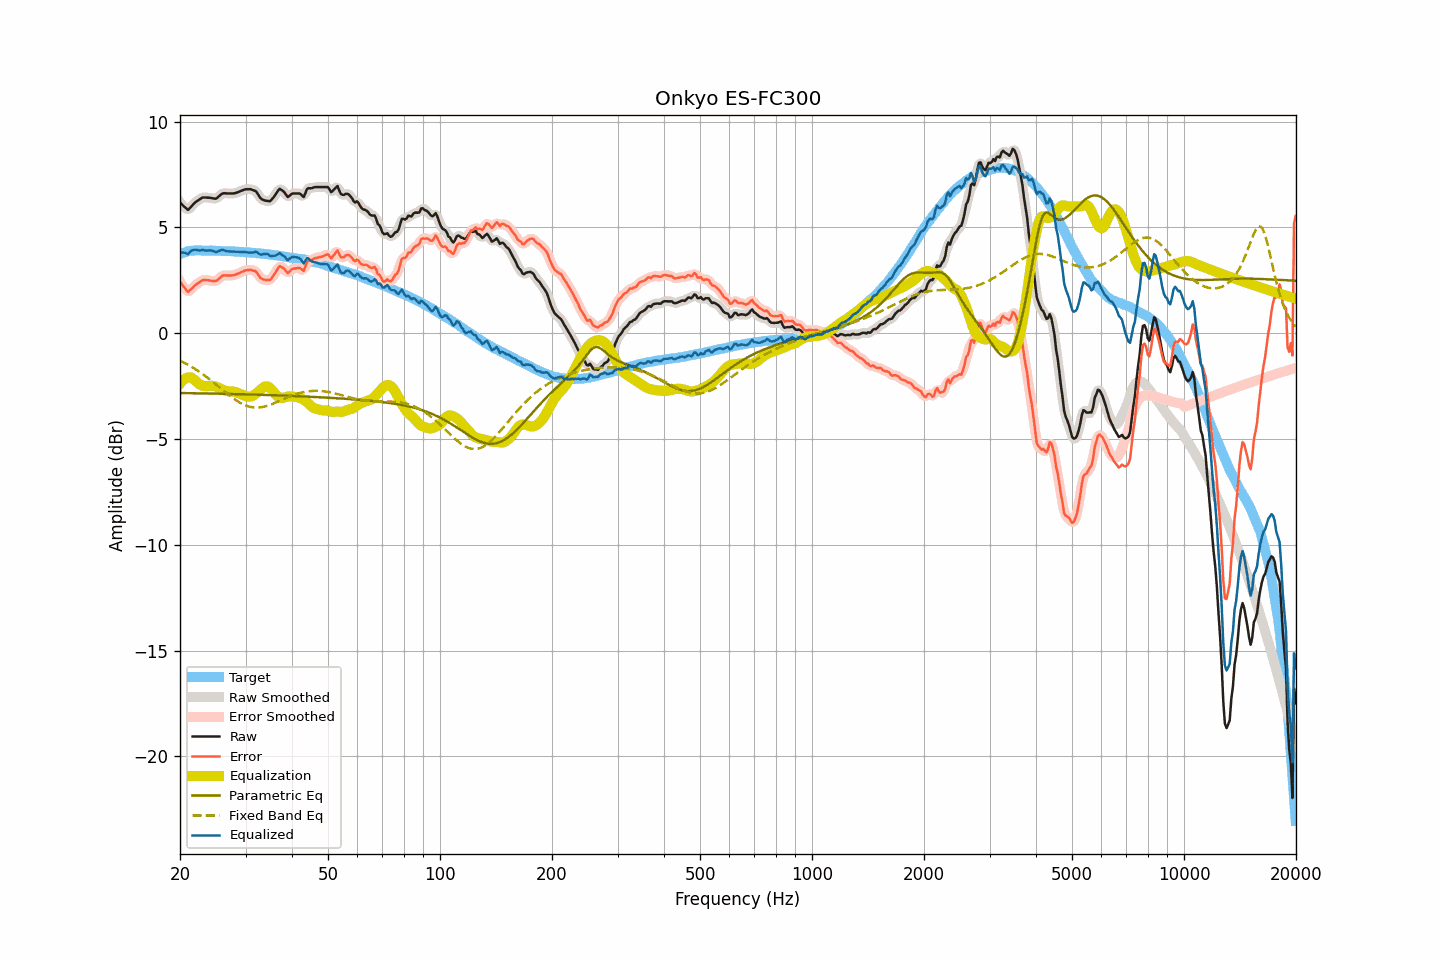 Onkyo ES-FC300
10
5
0
−5
−10
−15
−20
Amplitude (dBr)
Target
Raw Smoothed
Error Smoothed
Raw
Error
Equalization
Parametric Eq
Fixed Band Eq
Equalized
20 50 100 200 500 1000 2000 5000 10000 20000
Frequency (Hz)